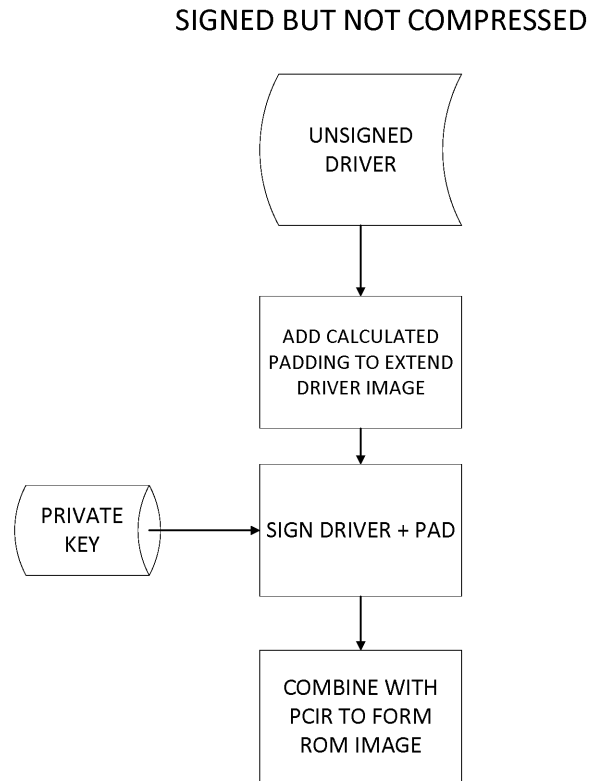 SIGNED BUT NOT COMPRESSED
UNSIGNED
DRIVER
ADD CALCULATED
PADDING TO EXTEND
DRIVER IMAGE
PRIVATE
KEY
SIGN DRIVER + PAD
COMBINE WITH
PCIR TO FORM
ROM IMAGE